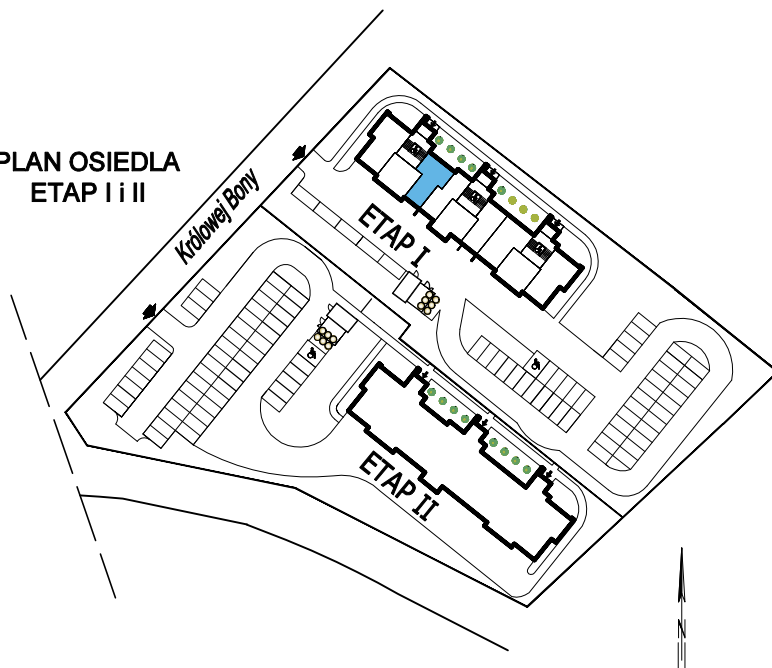 PLAN OSIEDLA
ETAP I i II
Królowej Bony
ETAP I
ETAP II
N